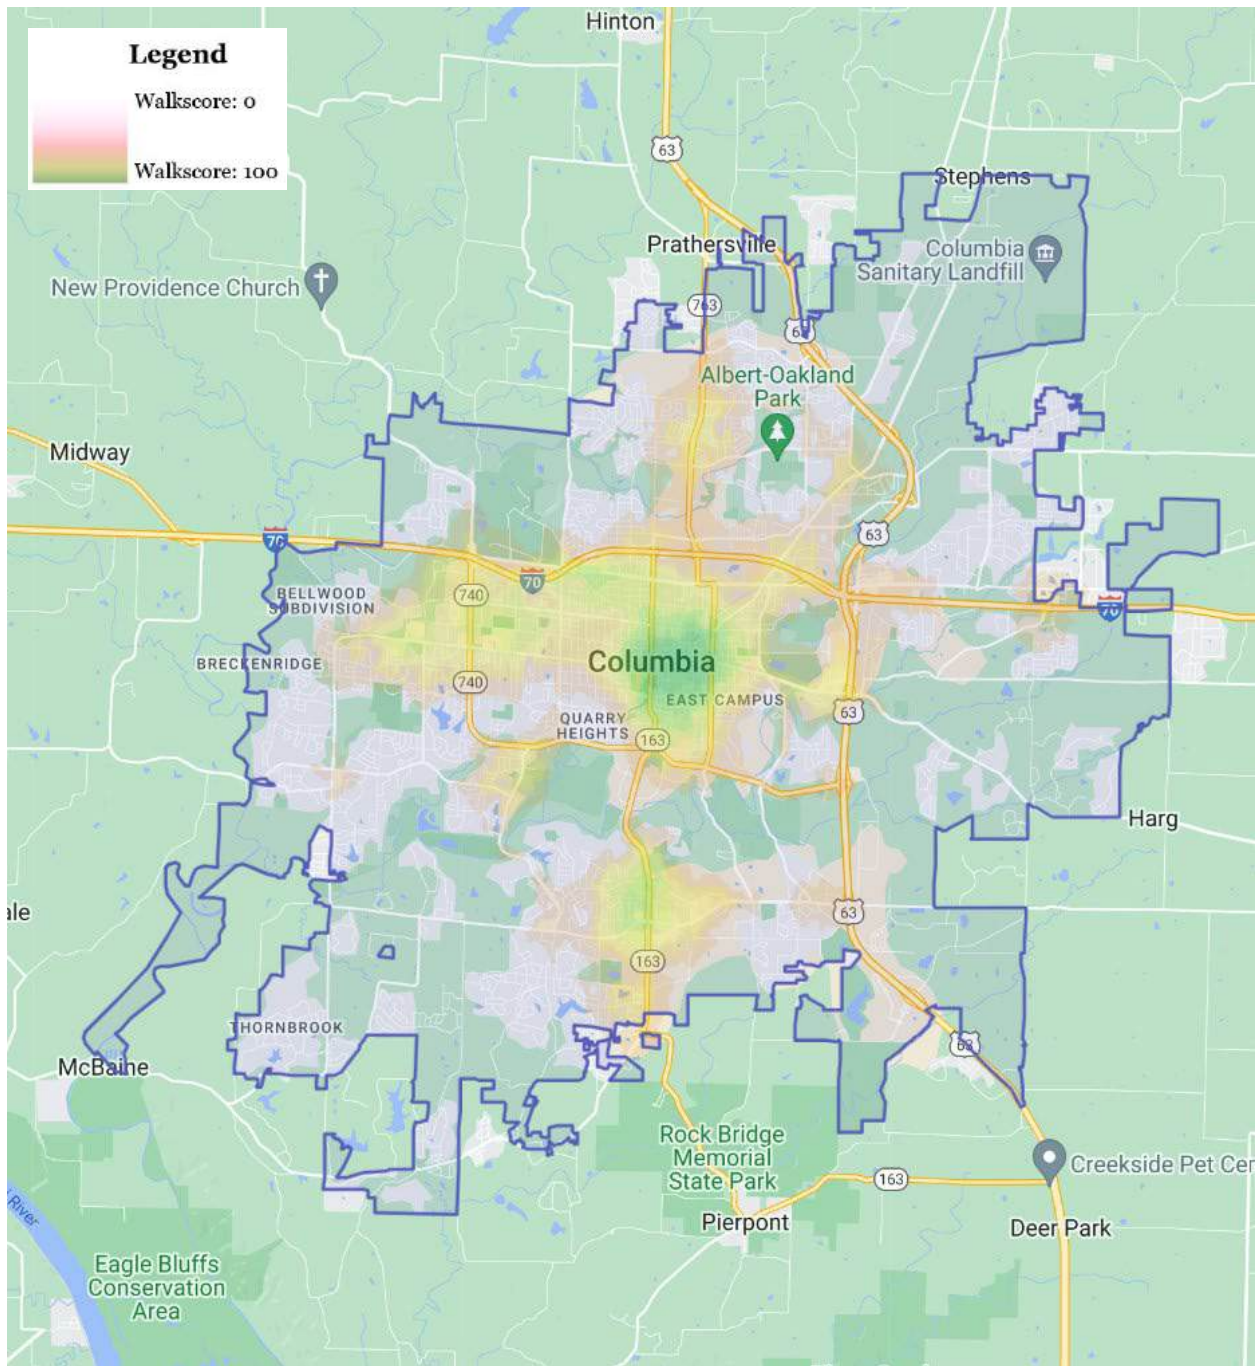 Hinton
Legend
Walkscore: 0
Walkscore: 100
63
Stephens
Prathersville
Columbia
Sanitary Landfill
New Providence Church
763
63
Albert-Oakland
Park
Midway
70
63
70
740
BELLWOOD
SUBDIVISION
70
BRECKENRIDGE
Columbia
740
EAST CAMPUS
63
QUARRY
HEIGHTS
163
Harg
ale
63
163
THORNBROOK
63
McBaine
Rock Bridge
Memorial
State Park
Creekside Pet Cer
163
River
Pierpont
Deer Park
Eagle Bluffs
Conservation
Area